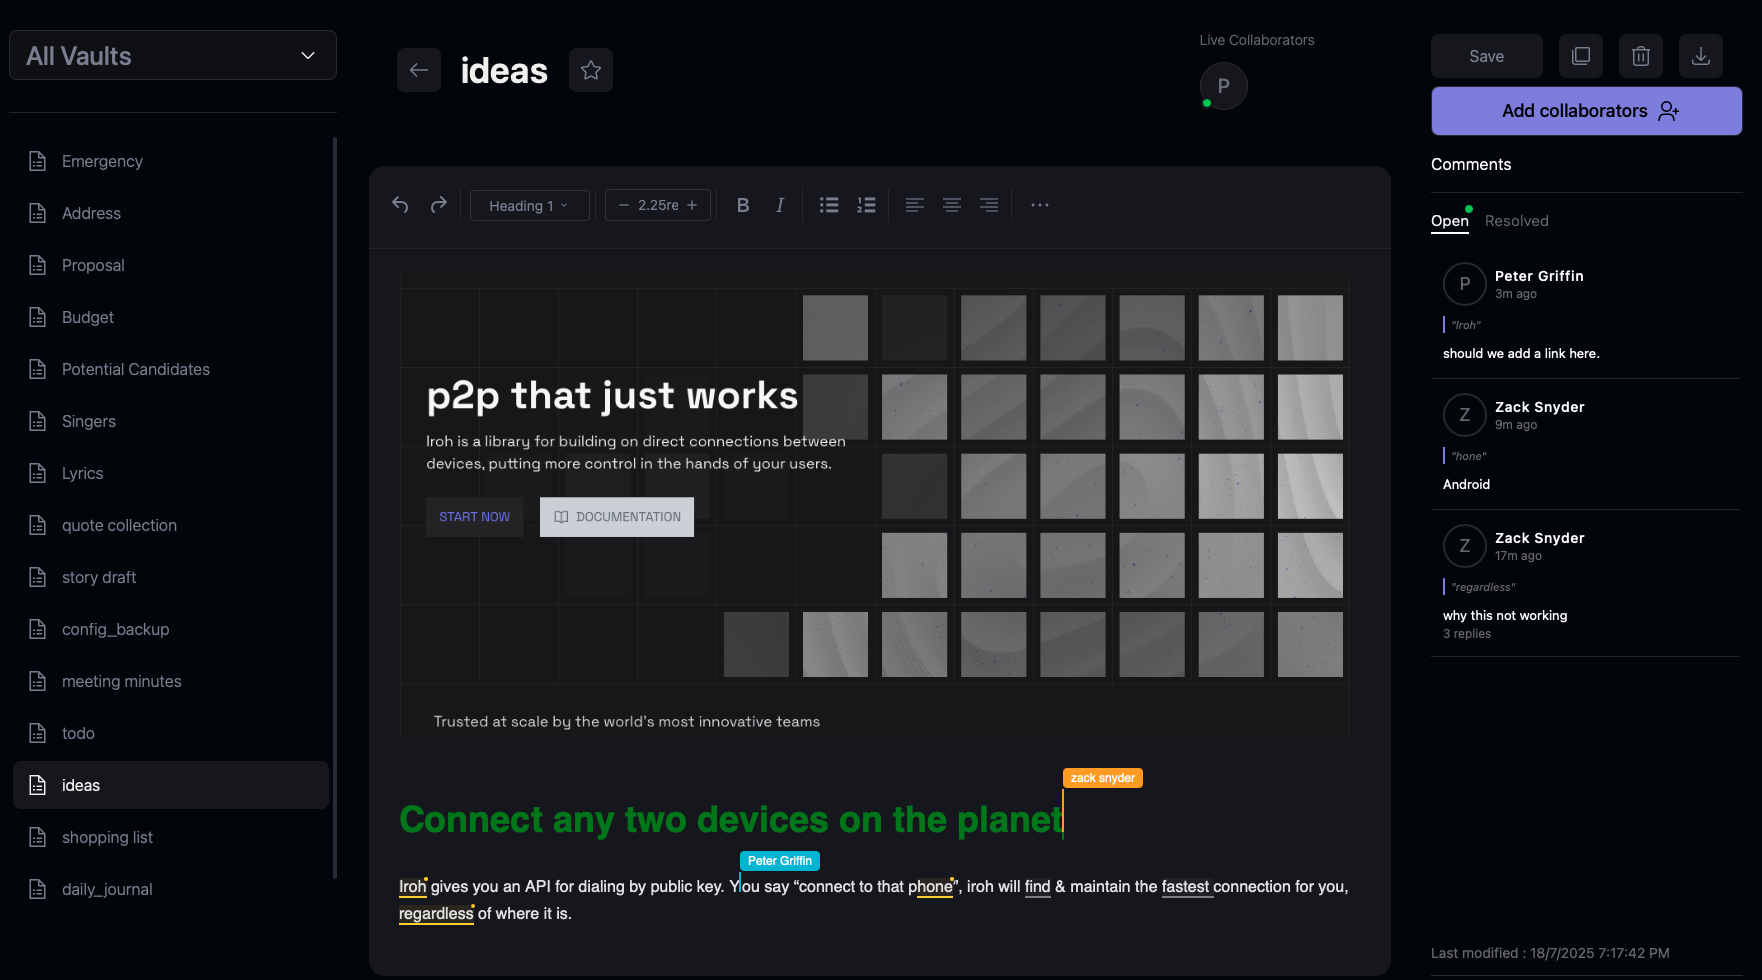 All Vaults
Emergency
Address
Proposal
Budget
Potential Candidates
Singers
Lyrics
quote collection
story draft
config_backup
meeting minutes
todo
ideas
shopping list
daily_journal
ideas
Live Collaborators
P
Heading 1
2.25re
B I
p2p that just works
Iroh is a library for building on direct connections between
devices, putting more control in the hands of your users.
START NOW
DOCUMENTATION
Trusted at scale by the world's most innovative teams
zack snyder
Connect any two devices on the planet
Peter Griffin
Iroh gives you an API for dialing by public key. You say “connect to that phone”, iroh will find & maintain the fastest connection for you,
regardless of where it is.
Save
Add collaborators
Comments
Open Resolved
P
Peter Griffin
3m ago
"Iroh"
should we add a link here.
Z
Zack Snyder
9m ago
"hone"
Android
Z
Zack Snyder
17m ago
"regardless"
why this not working
3 replies
Last modified : 18/7/2025 7:17:42 PM